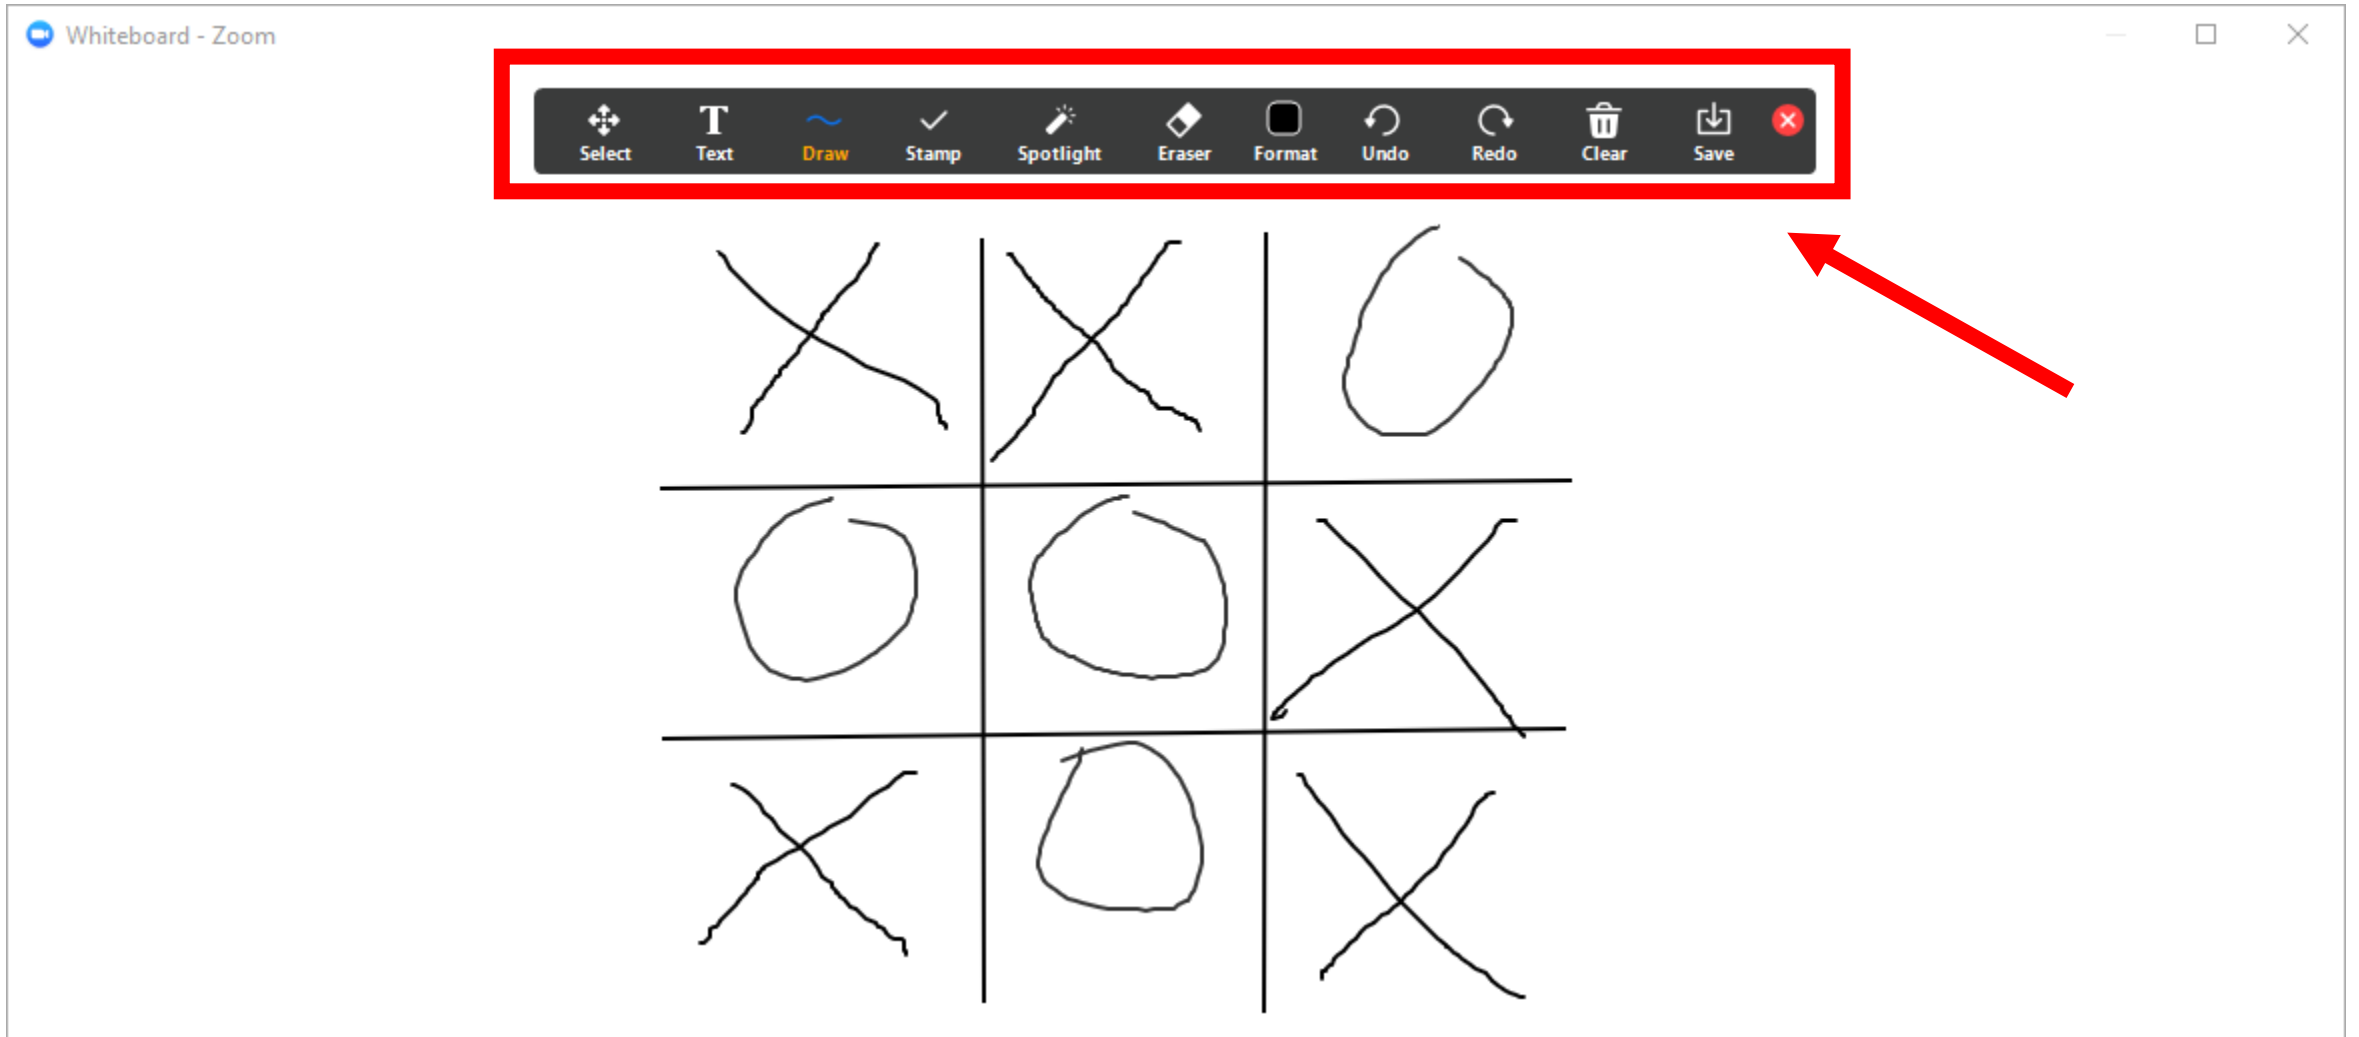 Whiteboard - Zoom
Select Text Draw Stamp Spotlight Eraser Format Undo Redo Clear Save
X X O
O O X
X O X